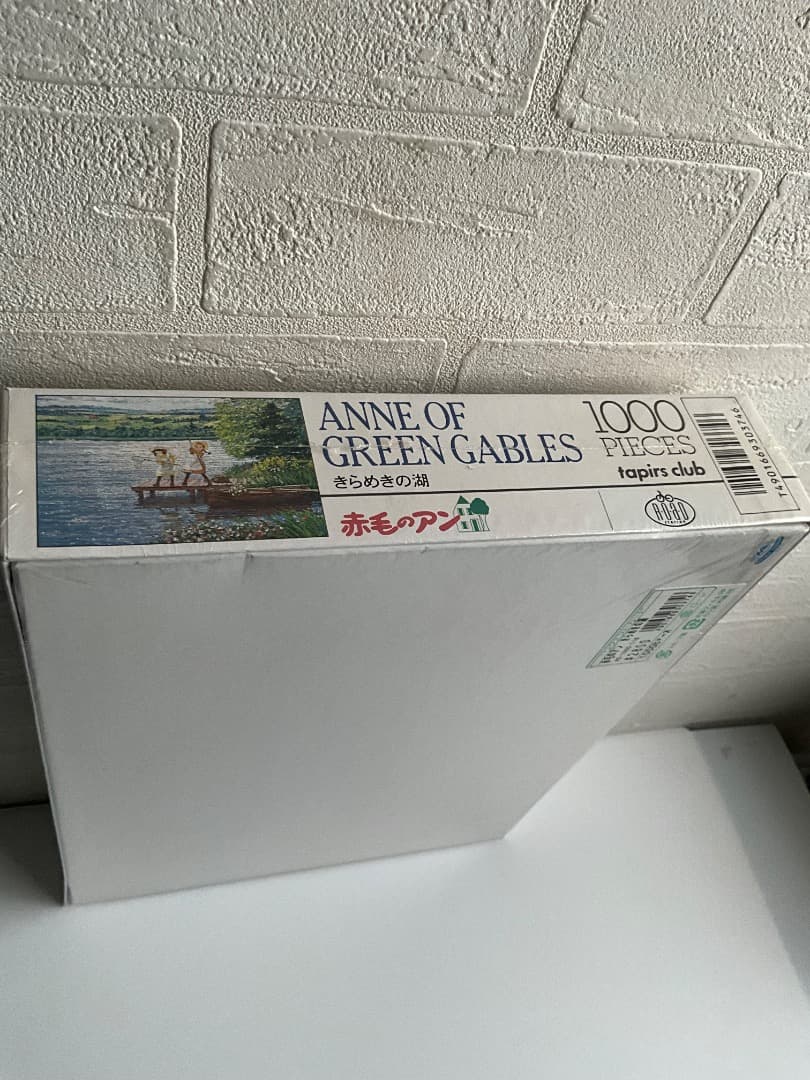 ANNE OF
GREEN GABLES
きらめきの湖
赤毛のアン
1000
PIECES
tapirs club
4901669303746